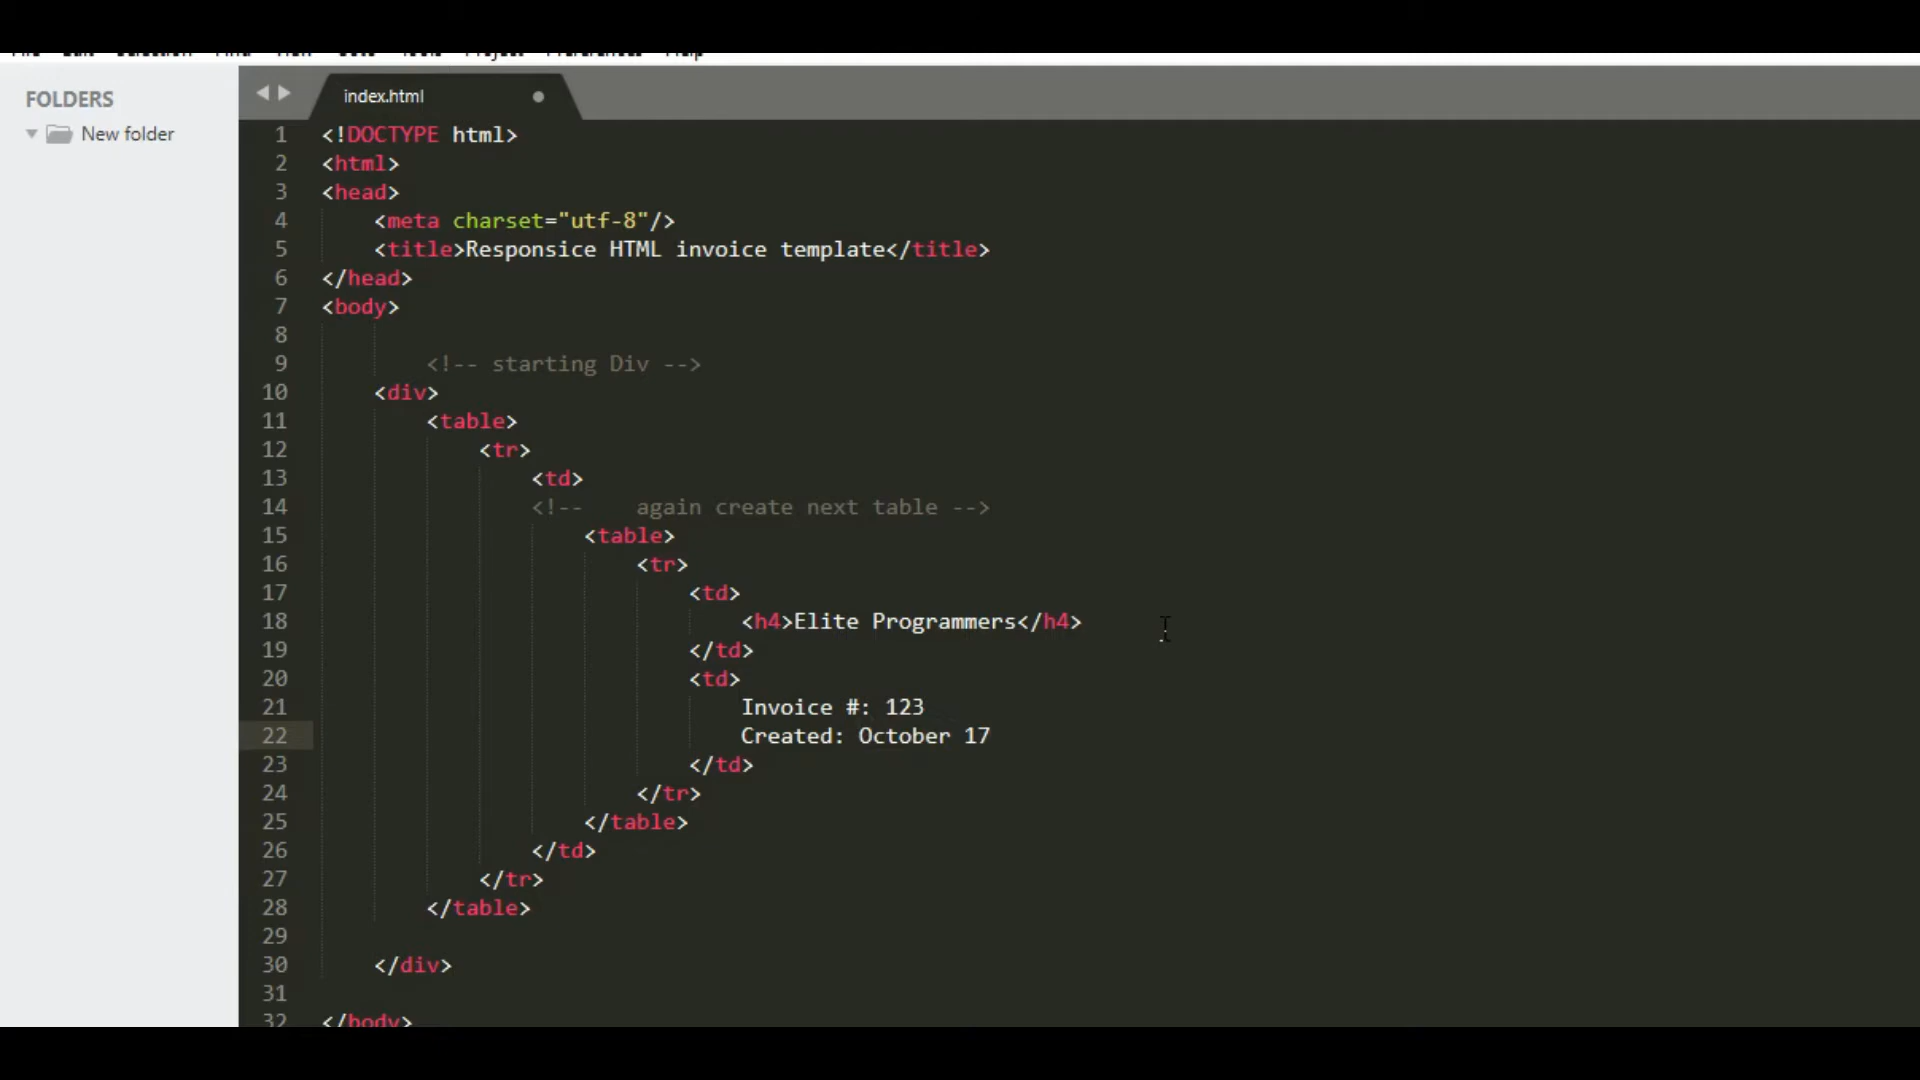 FOLDERS
New folder
index.html
1 <!DOCTYPE html>
2 <html>
3 <head>
4 <meta charset="utf-8"/>
5 <title>Responsice HTML invoice template</title>
6 </head>
7 <body>
8
9 <!-- starting Div -->
10 <div>
11 <table>
12 <tr>
13 <td>
14 <!-- again create next table -->
15 <table>
16 <tr>
17 <td>
18 <h4>Elite Programmers</h4>
19 </td>
20 <td>
21 Invoice #: 123
22 Created: October 17
23 </td>
24 </tr>
25 </table>
26 </td>
27 </tr>
28 </table>
29
30 </div>
31
32 </body>